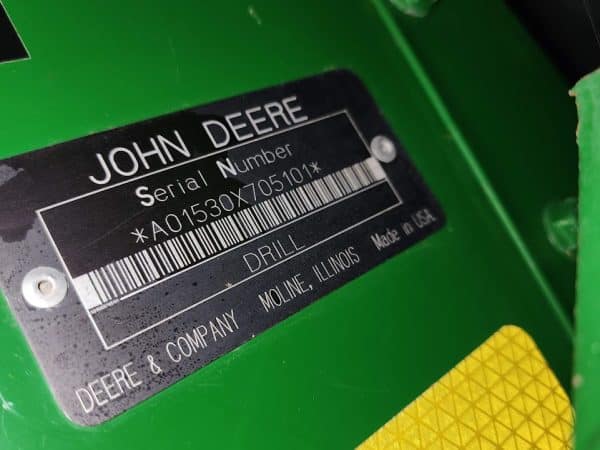 JOHN DEERE
Serial Number
*A01530X705101*
DRILL
DEERE & COMPANY MOLINE, ILLINOIS Made in USA